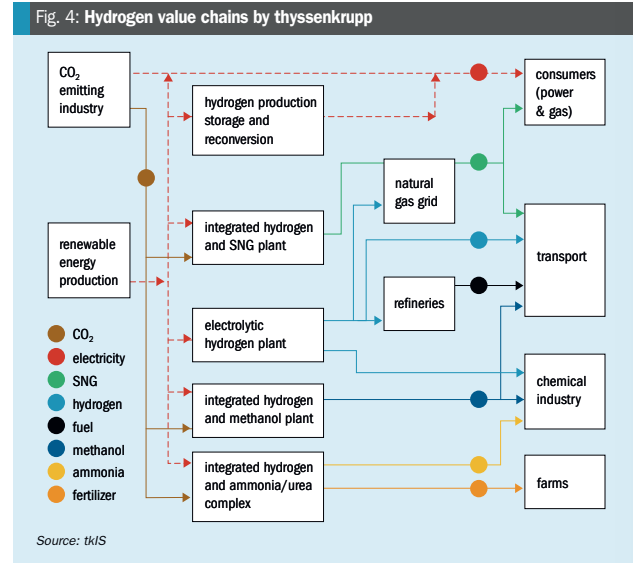 Fig. 4: Hydrogen value chains by thyssenkrupp
CO₂
emitting
industry
hydrogen production
storage and
reconversion
consumers
(power
& gas)
natural
gas grid
renewable
energy
production
integrated hydrogen
and SNG plant
transport
refineries
electrolytic
hydrogen plant
integrated hydrogen
and methanol plant
chemical
industry
integrated hydrogen
and ammonia/urea
complex
farms
CO₂
electricity
SNG
hydrogen
fuel
methanol
ammonia
fertilizer
Source: tkIS